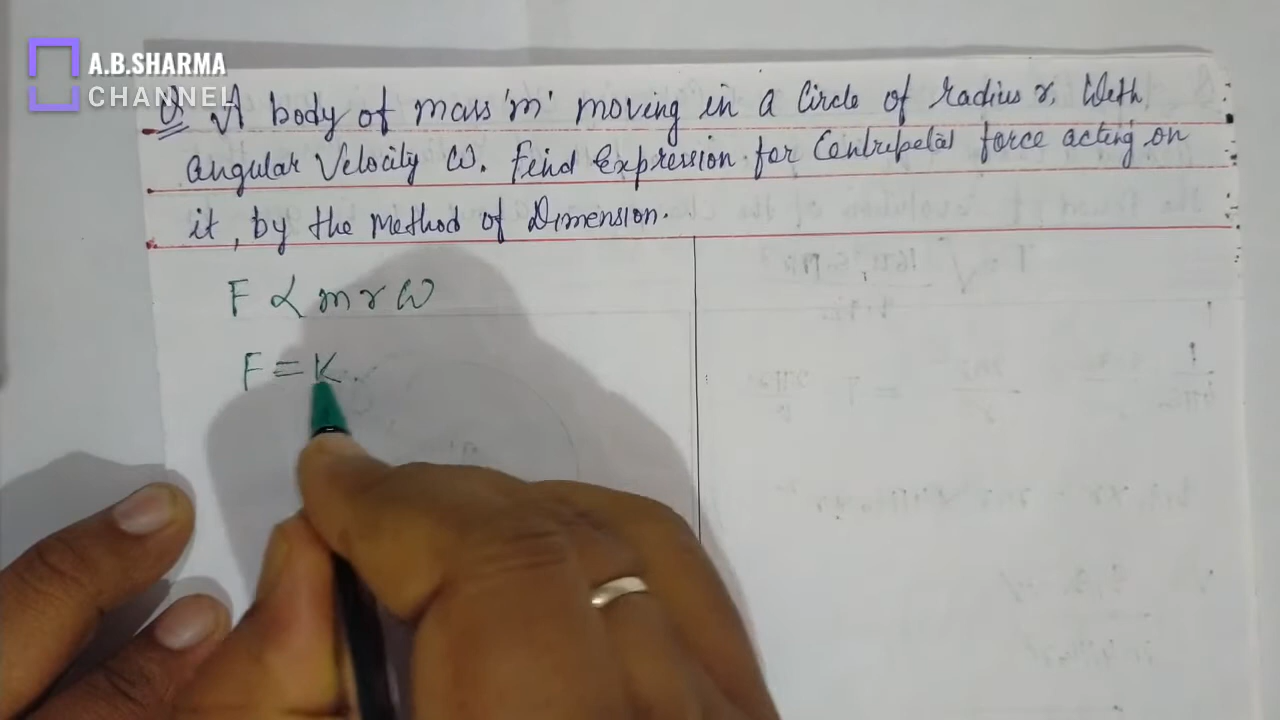 A.B.SHARMA
CHANNEL
Q. A body of mass 'm' moving in a Circle of radius r, With
angular Velocity ω. Find Expression for Centripetal force acting on
it, by the Method of Dimension.
F ∝ m r ω
F = K